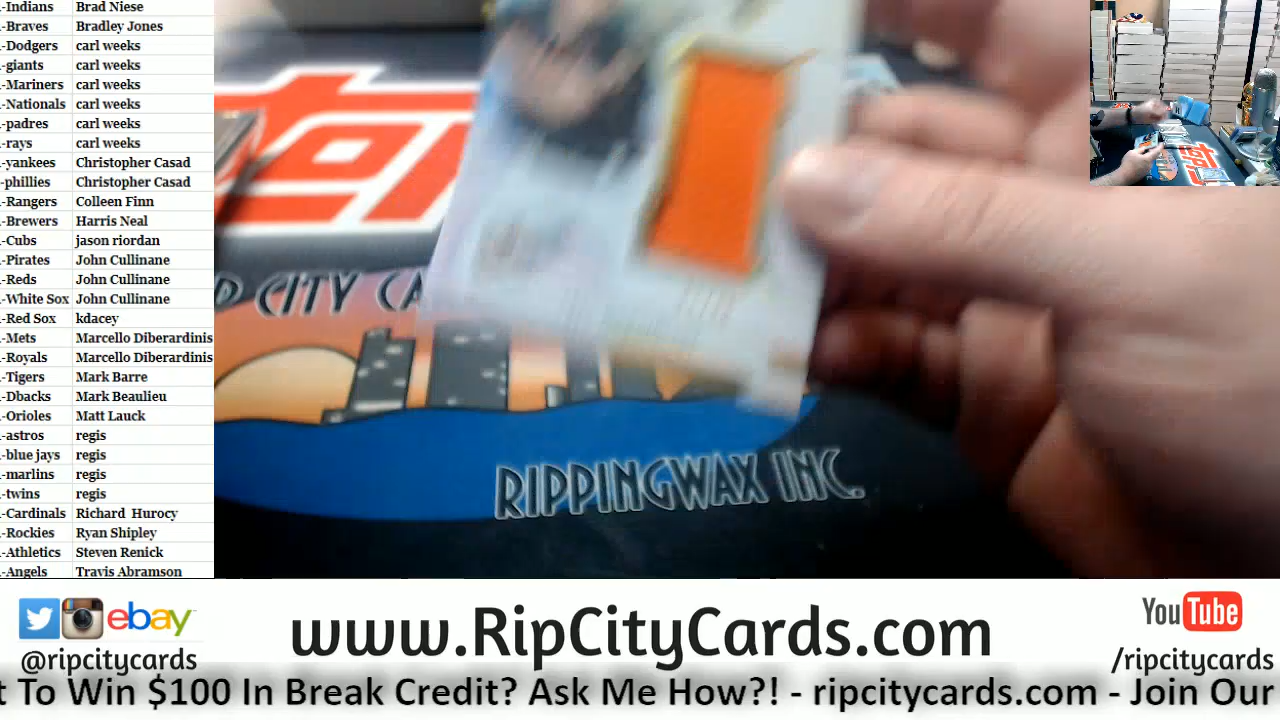 -Indians Brad Niese
-Braves Bradley Jones
-Dodgers carl weeks
-giants carl weeks
-Mariners carl weeks
-Nationals carl weeks
-padres carl weeks
-rays carl weeks
-yankees Christopher Casad
-phillies Christopher Casad
-Rangers Colleen Finn
-Brewers Harris Neal
-Cubs jason riordan
-Pirates John Cullinane
-Reds John Cullinane
-White Sox John Cullinane
-Red Sox kdacey
-Mets Marcello Diberardinis
-Royals Marcello Diberardinis
-Tigers Mark Barre
-Dbacks Mark Beaulieu
-Orioles Matt Lauck
-astros regis
-blue jays regis
-marlins regis
-twins regis
-Cardinals Richard Hurocy
-Rockies Ryan Shipley
-Athletics Steven Renick
-Angels Travis Abramson
P CITY CA
RIPPINGWAX INC.
ebay
@ripcitycards
www.RipCityCards.com
YouTube
/ripcitycards
t To Win $100 In Break Credit? Ask Me How?! - ripcitycards.com - Join Our